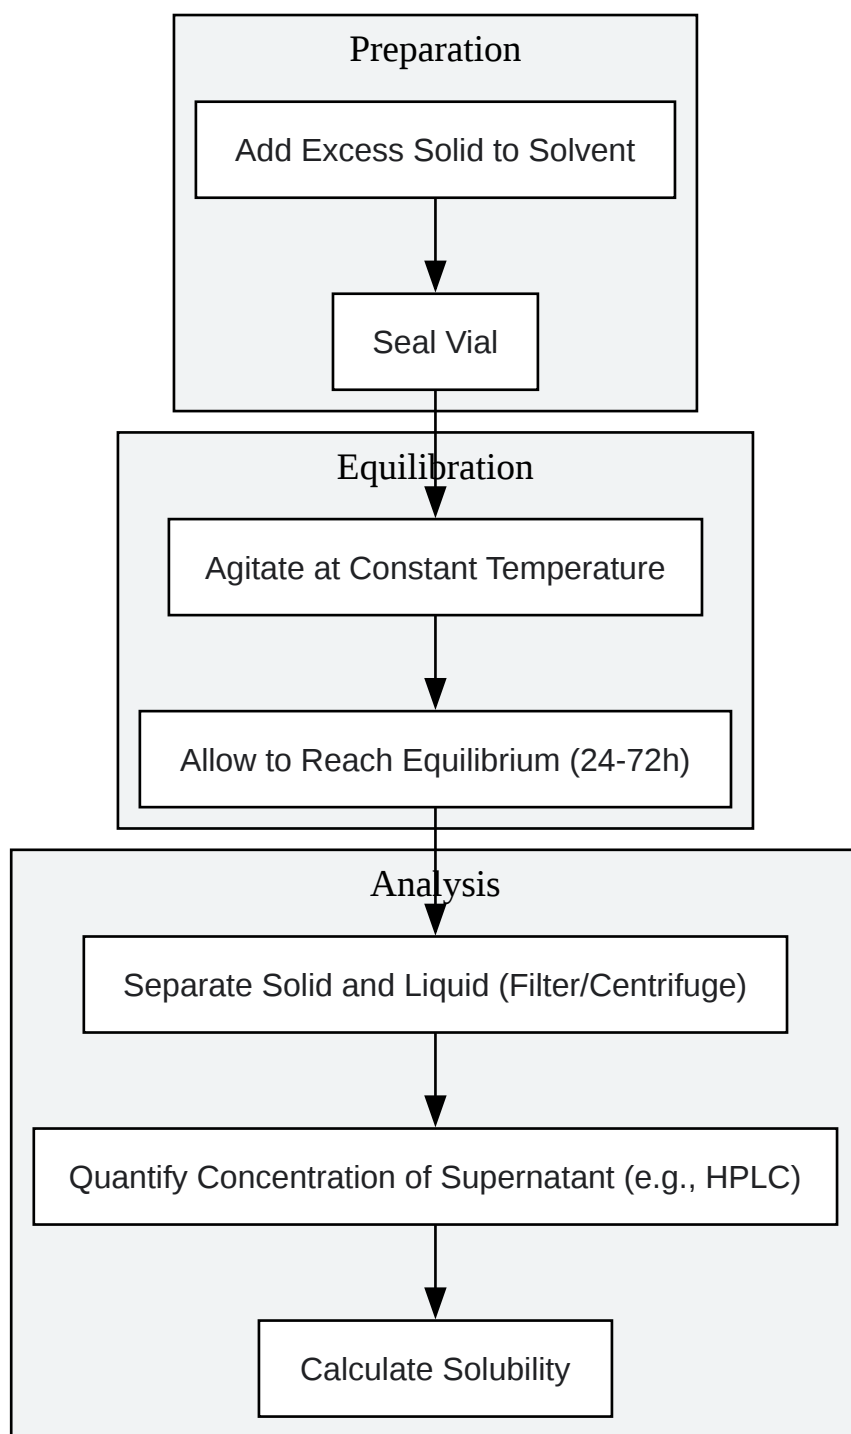 Preparation
Add Excess Solid to Solvent
Seal Vial
Equilibration
Agitate at Constant Temperature
Allow to Reach Equilibrium (24-72h)
Analysis
Separate Solid and Liquid (Filter/Centrifuge)
Quantify Concentration of Supernatant (e.g., HPLC)
Calculate Solubility